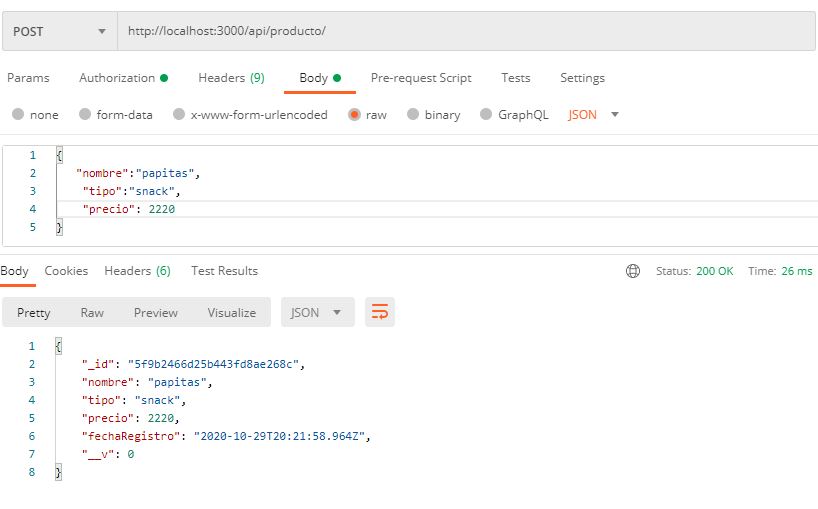 POST http://localhost:3000/api/producto/
Params Authorization Headers (9) Body Pre-request Script Tests Settings
none form-data x-www-form-urlencoded raw binary GraphQL JSON
1 {
2 "nombre":"papitas",
3 "tipo":"snack",
4 "precio": 2220
5 }
Body Cookies Headers (6) Test Results Status: 200 OK Time: 26 ms
Pretty Raw Preview Visualize JSON
1 {
2 "_id": "5f9b2466d25b443fd8ae268c",
3 "nombre": "papitas",
4 "tipo": "snack",
5 "precio": 2220,
6 "fechaRegistro": "2020-10-29T20:21:58.964Z",
7 "__v": 0
8 }